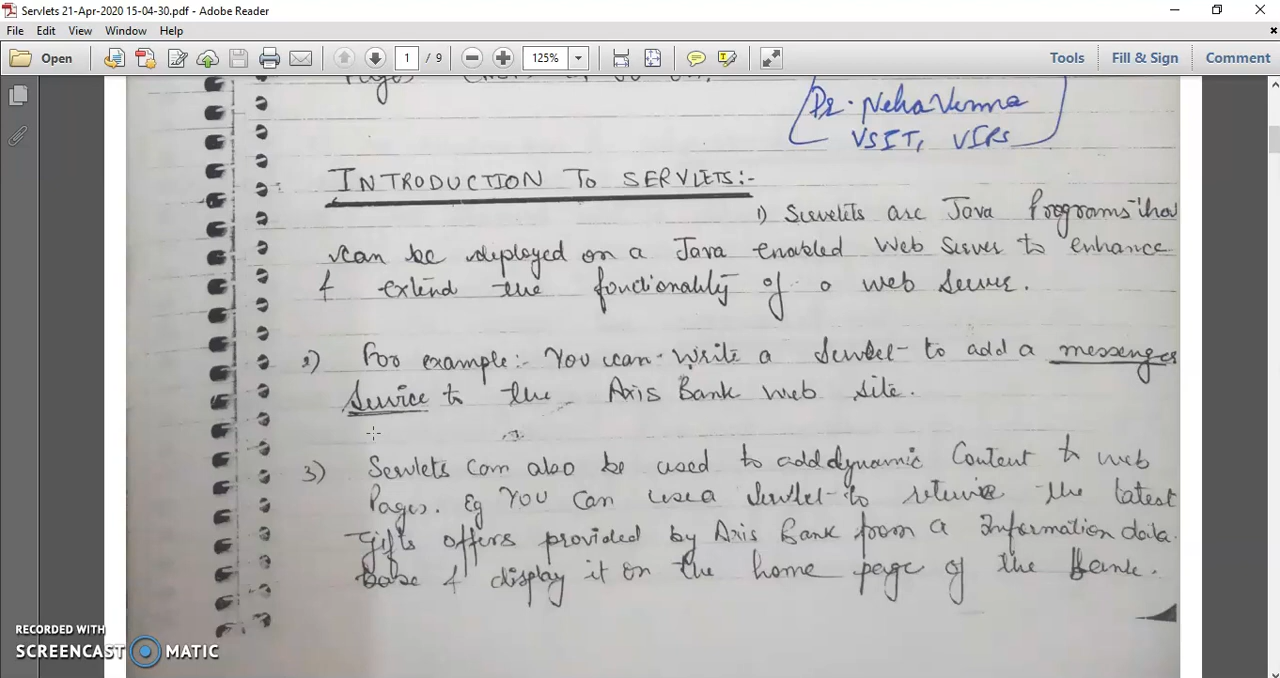 Servlets 21-Apr-2020 15-04-30.pdf - Adobe Reader
File Edit View Window Help
Open 1 / 9 125% Tools Fill & Sign Comment
Dr. Neha Verma
VSIT, VIPS
INTRODUCTION TO SERVLETS:-
1) Servelets are Java Programs that
can be deployed on a Java enabled Web Server to enhance
& extend the functionality of a web Server.
2) For example:- You can write a Servlet to add a messenger
Service to the Axis Bank web site.
3) Servlets can also be used to add dynamic Content to web
Pages. Eg You can use a Servlet to the latest
Gifts offers provided by Axis Bank from a Information data
base & display it on the home page of the bank.
RECORDED WITH
SCREENCAST MATIC